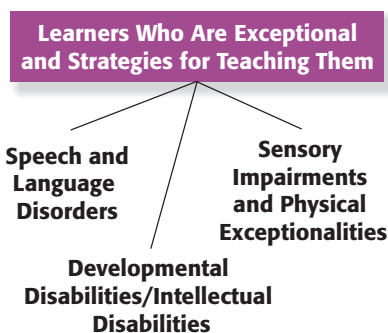 Learners Who Are Exceptional
and Strategies for Teaching Them
Speech and
Language
Disorders
Sensory
Impairments
and Physical
Exceptionalities
Developmental
Disabilities/Intellectual
Disabilities